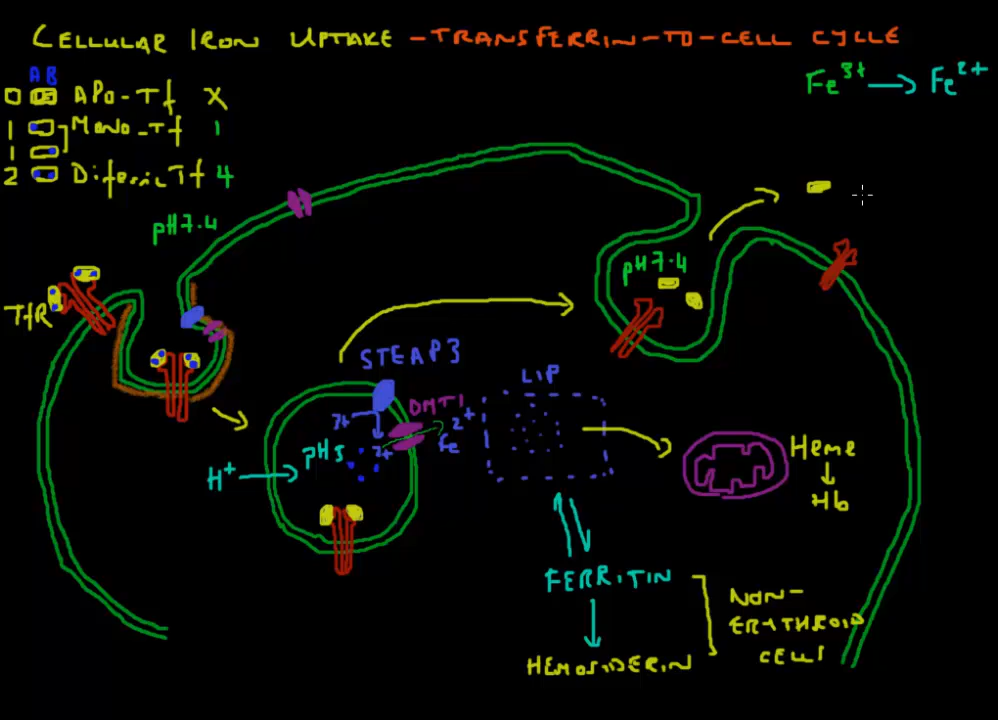 CELLULAR IRON UPTAKE - TRANSFERRIN-TO-CELL CYCLE
Fe3+ → Fe2+
AB
0 APO-Tf X
1 MONO-Tf 1
1
2 Diferric Tf 4
pH7.4
TfR
pH7.4
STEAP3
LIP
DMT1
3+
2+
Fe2+
H+ → pH5
Heme
↓
Hb
FERRITIN
HEMOSIDERIN
NON-
ERYTHROID
CELLS